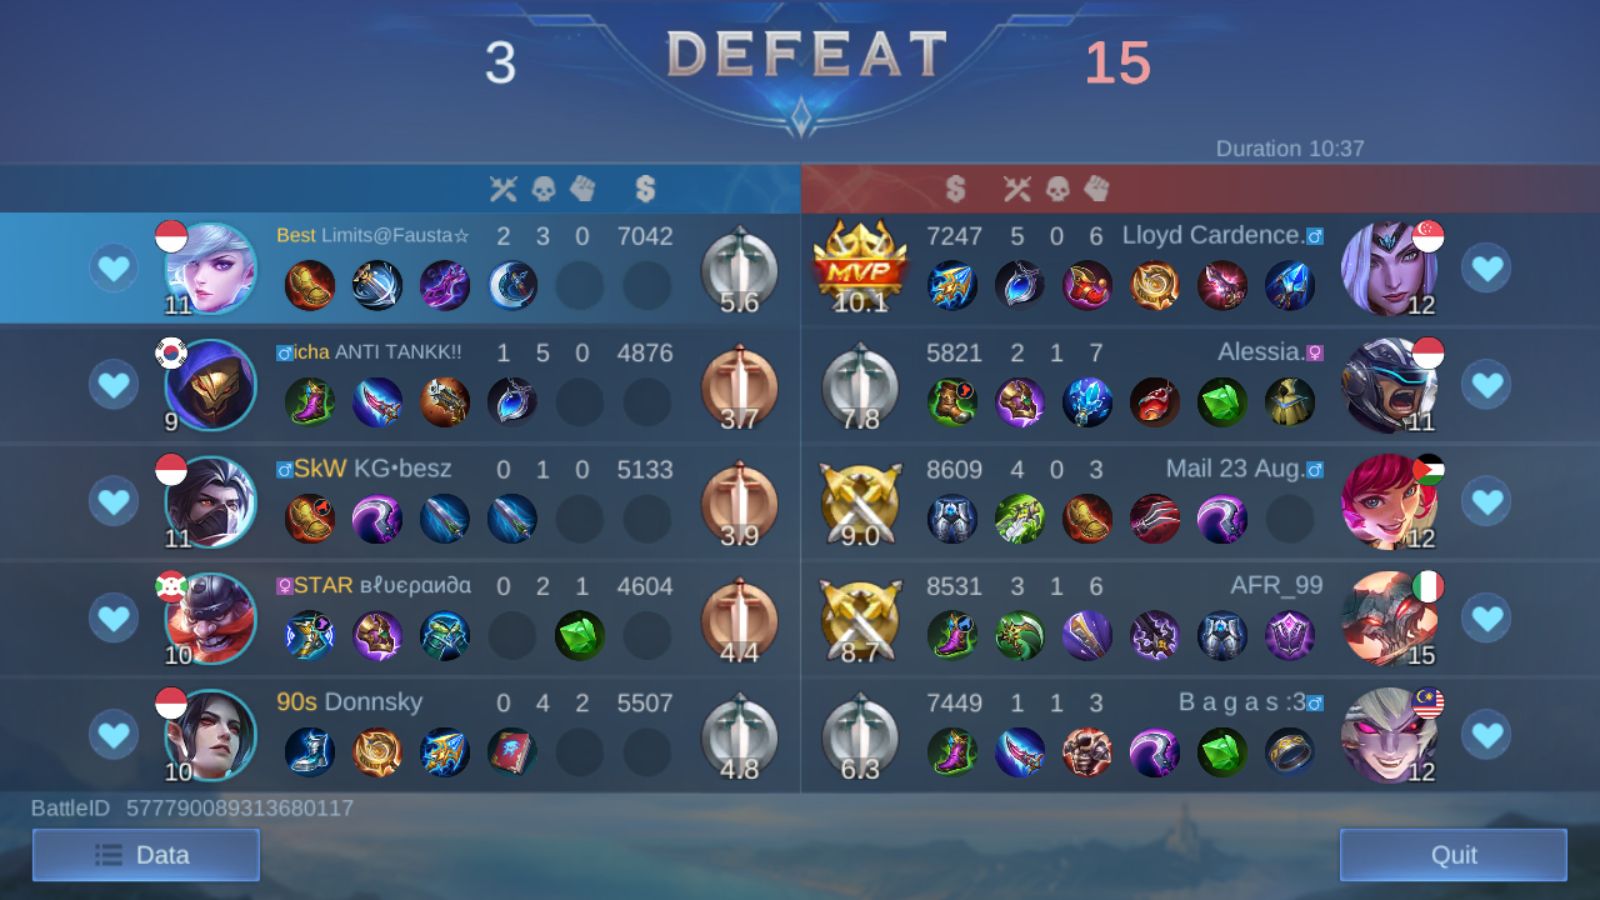 3 DEFEAT 15
Duration 10:37
Best Limits@Fausta☆ 2 3 0 7042
11 5.6
MVP 7247 5 0 6 Lloyd Cardence.♂
10.1 12
♂icha ANTI TANKK!! 1 5 0 4876
9 3.7
5821 2 1 7 Alessia.♀
7.8 11
♂SkW KG•besz 0 1 0 5133
11 3.9
8609 4 0 3 Mail 23 Aug.♂
9.0 12
♀STAR вℓυєραη∂α 0 2 1 4604
10 4.4
8531 3 1 6 AFR_99
8.7 15
90s Donnsky 0 4 2 5507
10 4.8
7449 1 1 3 B a g a s :3♂
6.3 12
BattleID 577790089313680117
Data
Quit